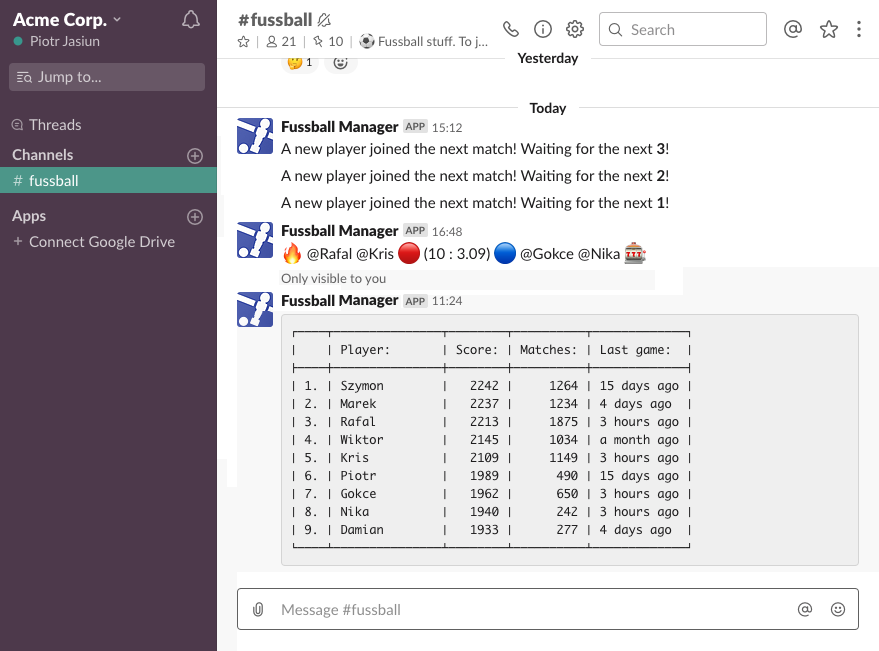 Acme Corp.
Piotr Jasiun
Jump to...
Threads
Channels
# fussball
Apps
+ Connect Google Drive
#fussball
21 | 10 | Fussball stuff. To j...
Search
1
Yesterday
Today
Fussball Manager APP 15:12
A new player joined the next match! Waiting for the next 3!
A new player joined the next match! Waiting for the next 2!
A new player joined the next match! Waiting for the next 1!
Fussball Manager APP 16:48
@Rafal @Kris (10 : 3.09) @Gokce @Nika
Only visible to you
Fussball Manager APP 11:24
| | Player: | Score: | Matches: | Last game: |
| 1. | Szymon | 2242 | 1264 | 15 days ago |
| 2. | Marek | 2237 | 1234 | 4 days ago |
| 3. | Rafal | 2213 | 1875 | 3 hours ago |
| 4. | Wiktor | 2145 | 1034 | a month ago |
| 5. | Kris | 2109 | 1149 | 3 hours ago |
| 6. | Piotr | 1989 | 490 | 15 days ago |
| 7. | Gokce | 1962 | 650 | 3 hours ago |
| 8. | Nika | 1940 | 242 | 3 hours ago |
| 9. | Damian | 1933 | 277 | 4 days ago |
Message #fussball